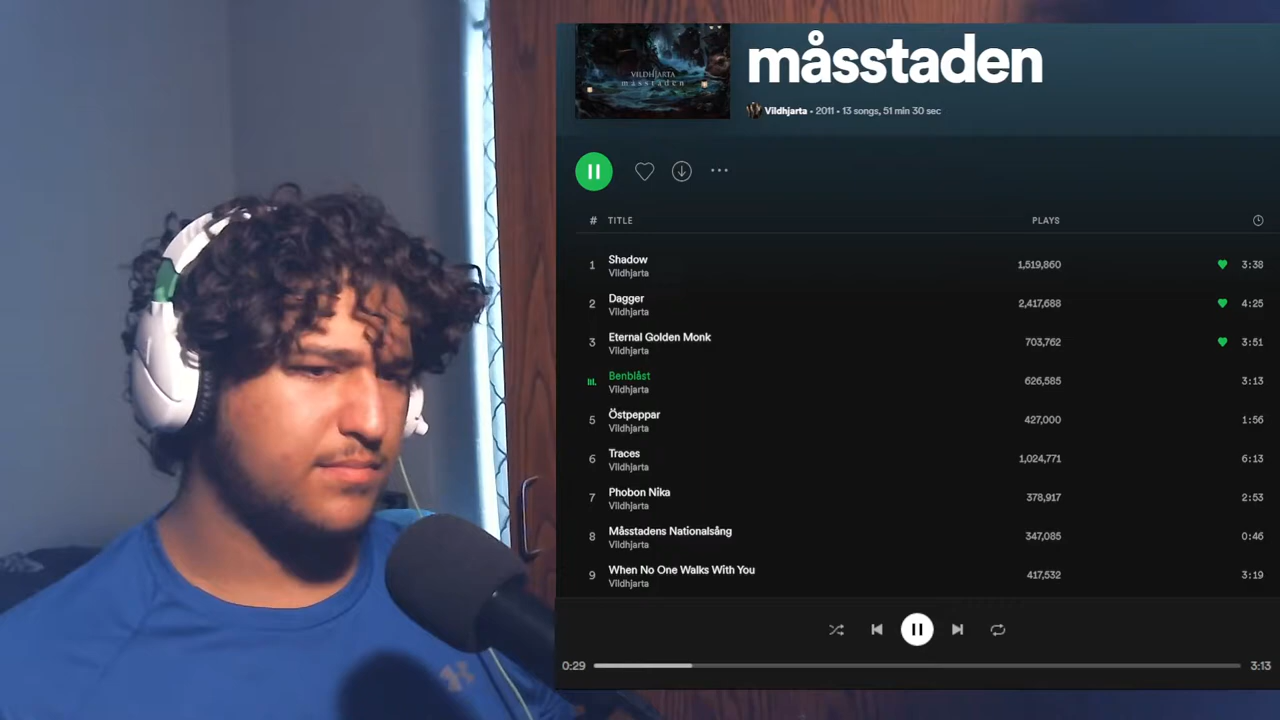 VILDHJARTA
måsstaden
måsstaden
Vildhjarta • 2011 • 13 songs, 51 min 30 sec
# TITLE PLAYS
1 Shadow 1,519,860 3:38
Vildhjarta
2 Dagger 2,417,688 4:25
Vildhjarta
3 Eternal Golden Monk 703,762 3:51
Vildhjarta
Benblåst 626,585 3:13
Vildhjarta
5 Östpeppar 427,000 1:56
Vildhjarta
6 Traces 1,024,771 6:13
Vildhjarta
7 Phobon Nika 378,917 2:53
Vildhjarta
8 Måsstadens Nationalsång 347,085 0:46
Vildhjarta
9 When No One Walks With You 417,532 3:19
Vildhjarta
0:29 3:13